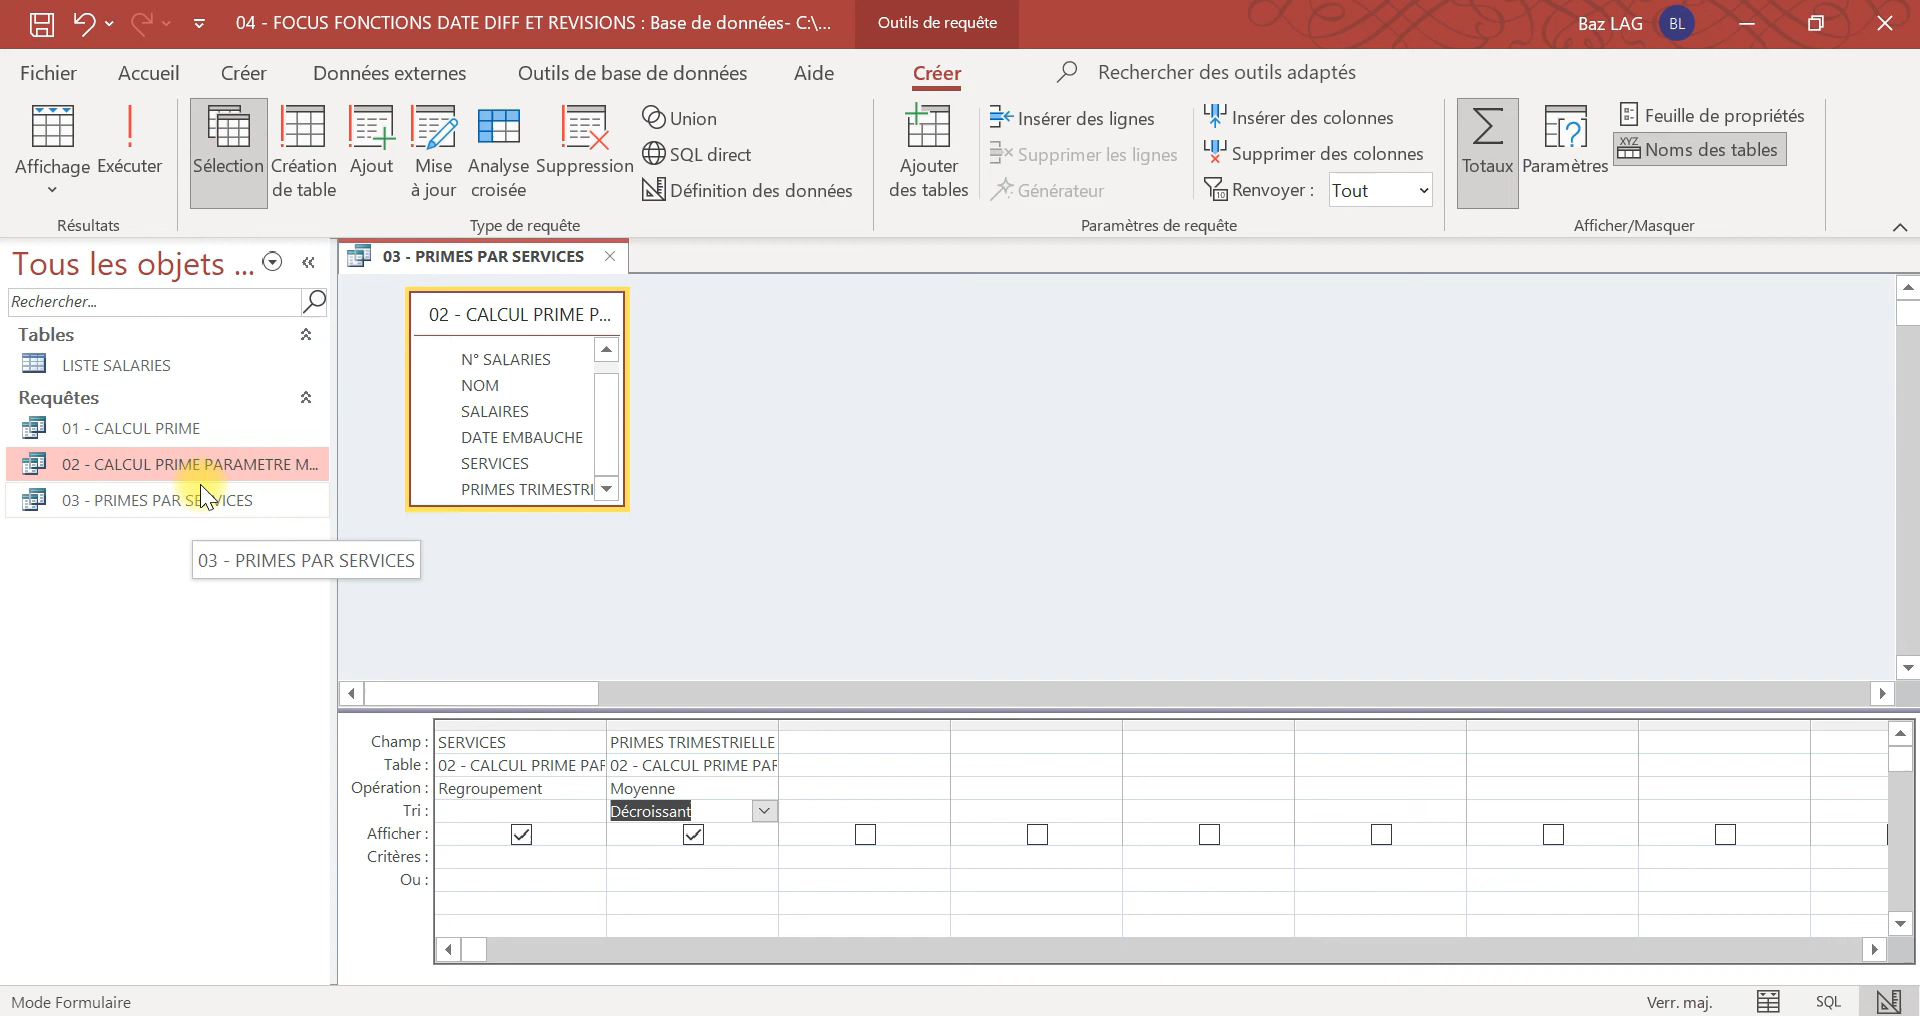 04 - FOCUS FONCTIONS DATE DIFF ET REVISIONS : Base de données- C:\...
Outils de requête
Baz LAG
BL
Fichier
Accueil
Créer
Données externes
Outils de base de données
Aide
Créer
Rechercher des outils adaptés
Affichage
Exécuter
Résultats
Sélection
Création
de table
Ajout
Mise
à jour
Analyse
croisée
Suppression
Union
SQL direct
Définition des données
Type de requête
Ajouter
des tables
Insérer des lignes
Supprimer les lignes
Générateur
Insérer des colonnes
Supprimer des colonnes
Renvoyer : Tout
Paramètres de requête
Totaux
Paramètres
Feuille de propriétés
XYZ Noms des tables
Afficher/Masquer
Tous les objets ...
Rechercher...
Tables
LISTE SALARIES
Requêtes
01 - CALCUL PRIME
02 - CALCUL PRIME PARAMETRE M...
03 - PRIMES PAR SERVICES
03 - PRIMES PAR SERVICES
03 - PRIMES PAR SERVICES
02 - CALCUL PRIME P...
N° SALARIES
NOM
SALAIRES
DATE EMBAUCHE
SERVICES
PRIMES TRIMESTRI
Champ : SERVICES PRIMES TRIMESTRIELLE
Table : 02 - CALCUL PRIME PAR 02 - CALCUL PRIME PAR
Opération : Regroupement Moyenne
Tri : Décroissant
Afficher :
Critères :
Ou :
Mode Formulaire
Verr. maj.
SQL